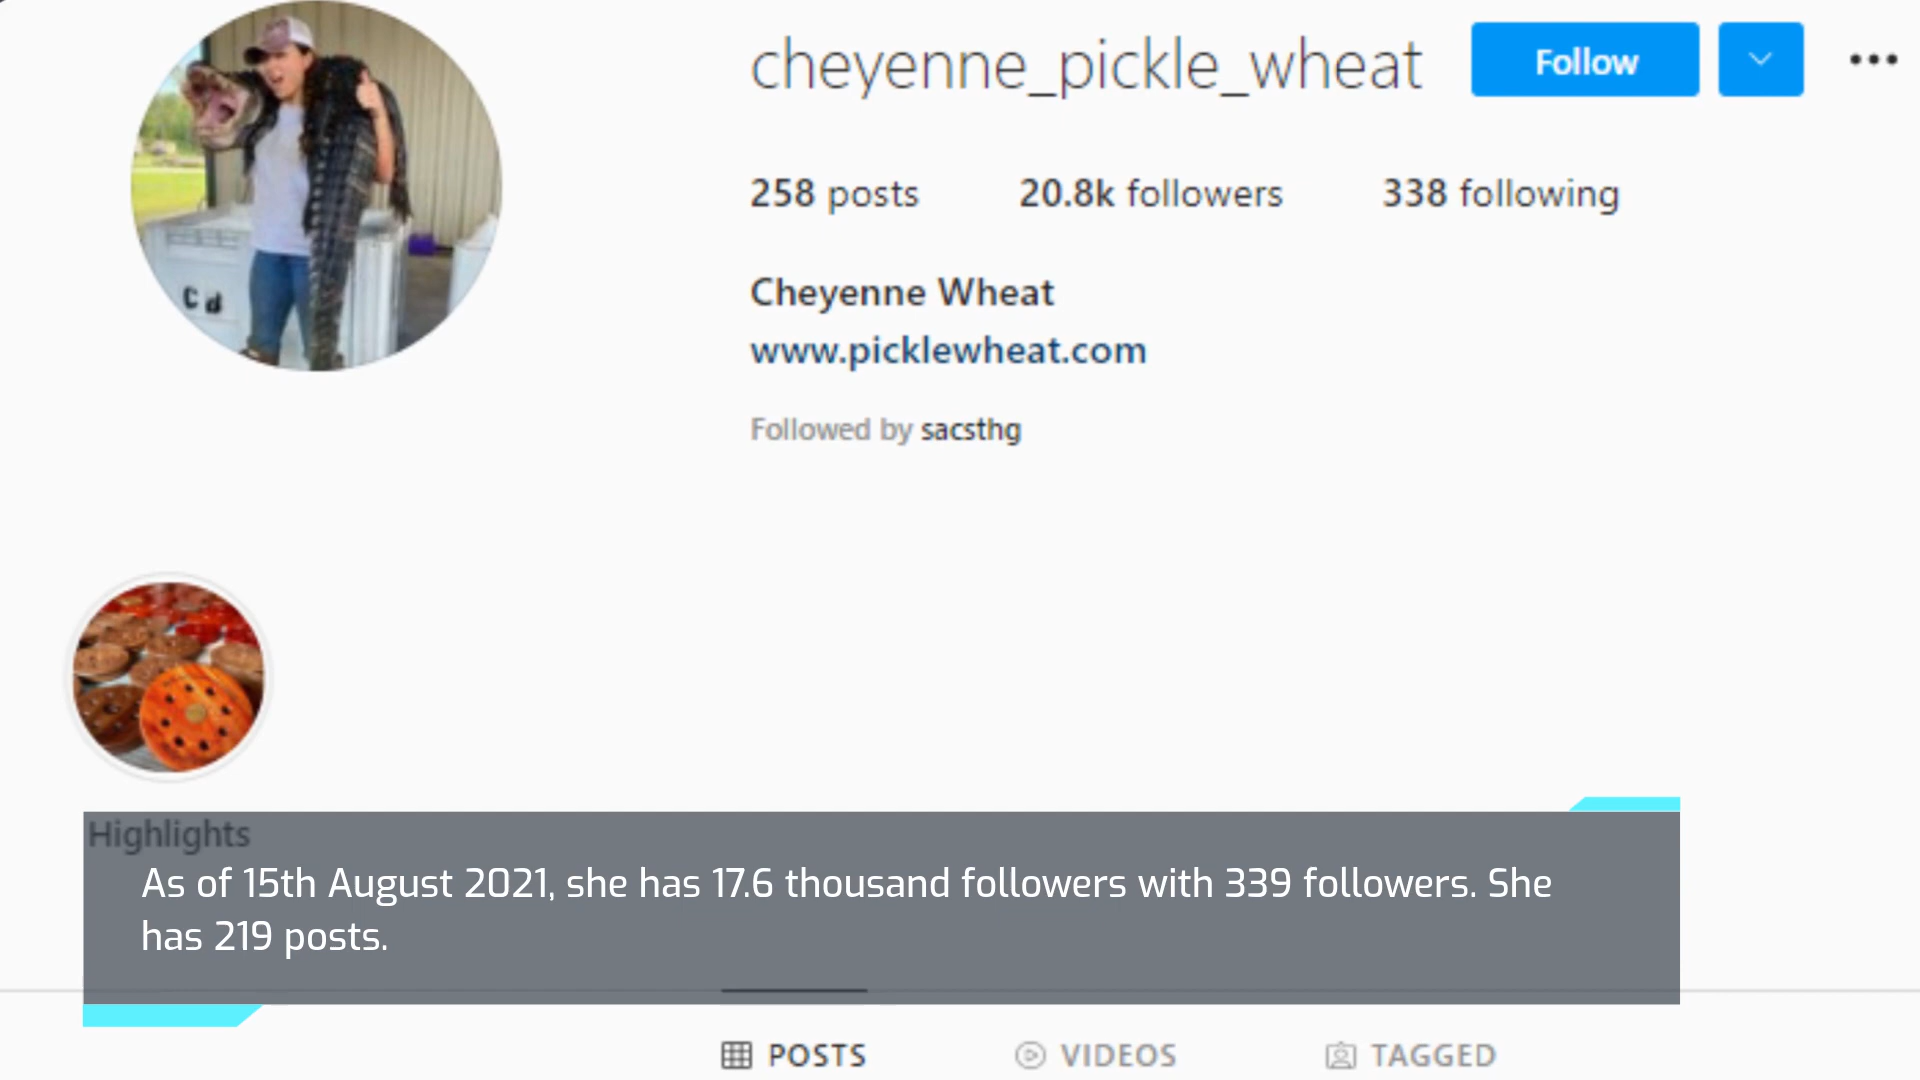 cheyenne_pickle_wheat Follow
258 posts 20.8k followers 338 following
Cheyenne Wheat
www.picklewheat.com
Followed by sacsthg
C d
Highlights
As of 15th August 2021, she has 17.6 thousand followers with 339 followers. She
has 219 posts.
POSTS VIDEOS TAGGED